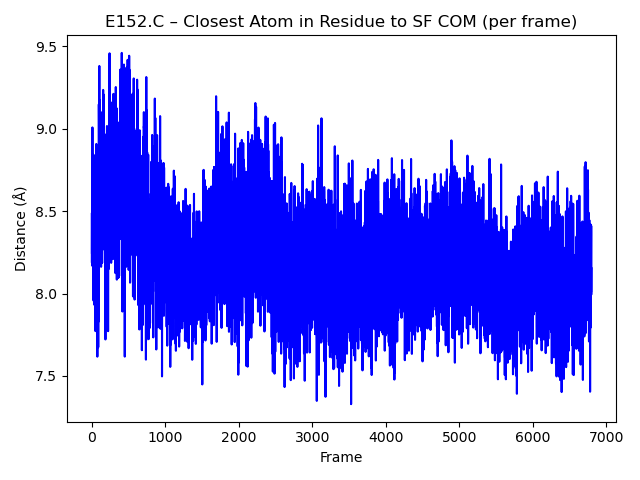 E152.C – Closest Atom in Residue to SF COM (per frame)
Distance (Å)
9.5
9.0
8.5
8.0
7.5
0 1000 2000 3000 4000 5000 6000 7000
Frame